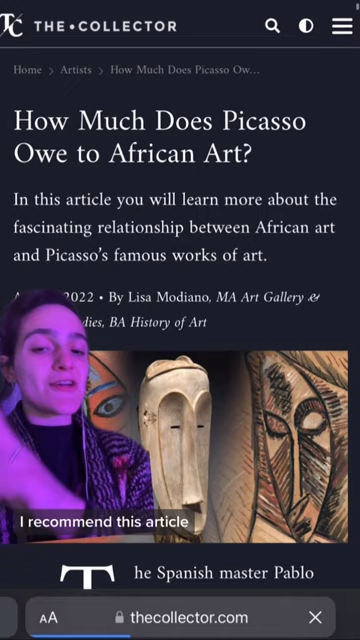 TC THE•COLLECTOR
Home > Artists > How Much Does Picasso Ow...
How Much Does Picasso
Owe to African Art?
In this article you will learn more about the
fascinating relationship between African art
and Picasso's famous works of art.
2022 • By Lisa Modiano, MA Art Gallery &
BA History of Art
I recommend this article
The Spanish master Pablo
AA thecollector.com